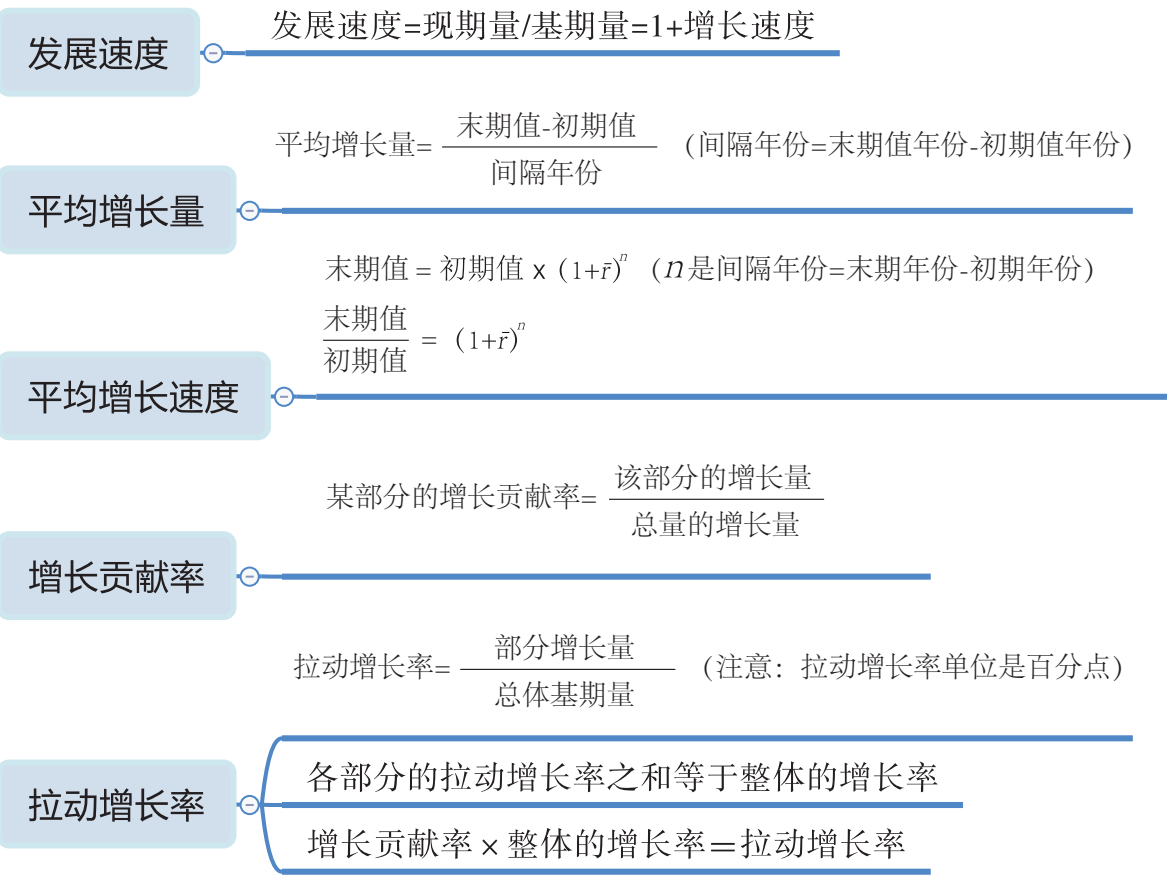 发展速度
发展速度=现期量/基期量=1+增长速度
平均增长量
平均增长量= 末期值-初期值 (间隔年份=末期值年份-初期值年份)
间隔年份
平均增长速度
末期值 = 初期值 x (1+r̄)ⁿ (n是间隔年份=末期年份-初期年份)
末期值
初期值 = (1+r̄)ⁿ
增长贡献率
某部分的增长贡献率= 该部分的增长量
总量的增长量
拉动增长率
拉动增长率= 部分增长量 (注意: 拉动增长率单位是百分点)
总体基期量
各部分的拉动增长率之和等于整体的增长率
增长贡献率×整体的增长率=拉动增长率